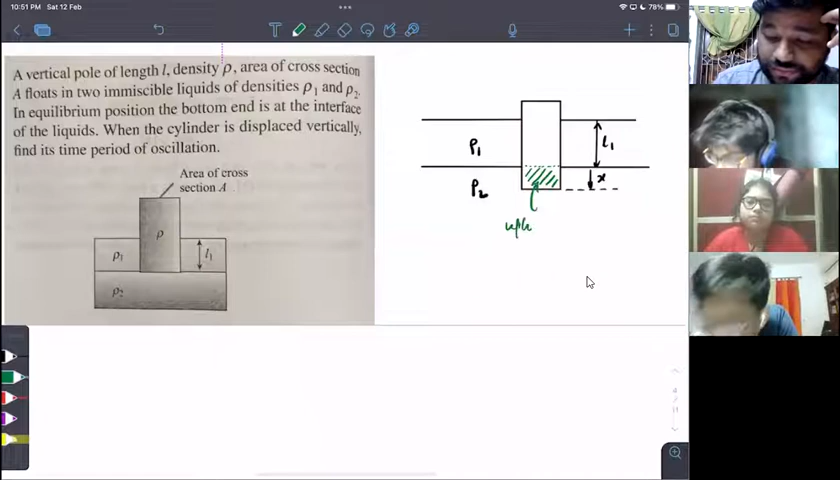 10:51 PM Sat 12 Feb
78%
A vertical pole of length l, density ρ, area of cross section
A floats in two immiscible liquids of densities ρ₁ and ρ₂.
In equilibrium position the bottom end is at the interface
of the liquids. When the cylinder is displaced vertically,
find its time period of oscillation.
Area of cross
section A
ρ
ρ₁
l₁
ρ₂
ρ₁
l₁
ρ₂
x